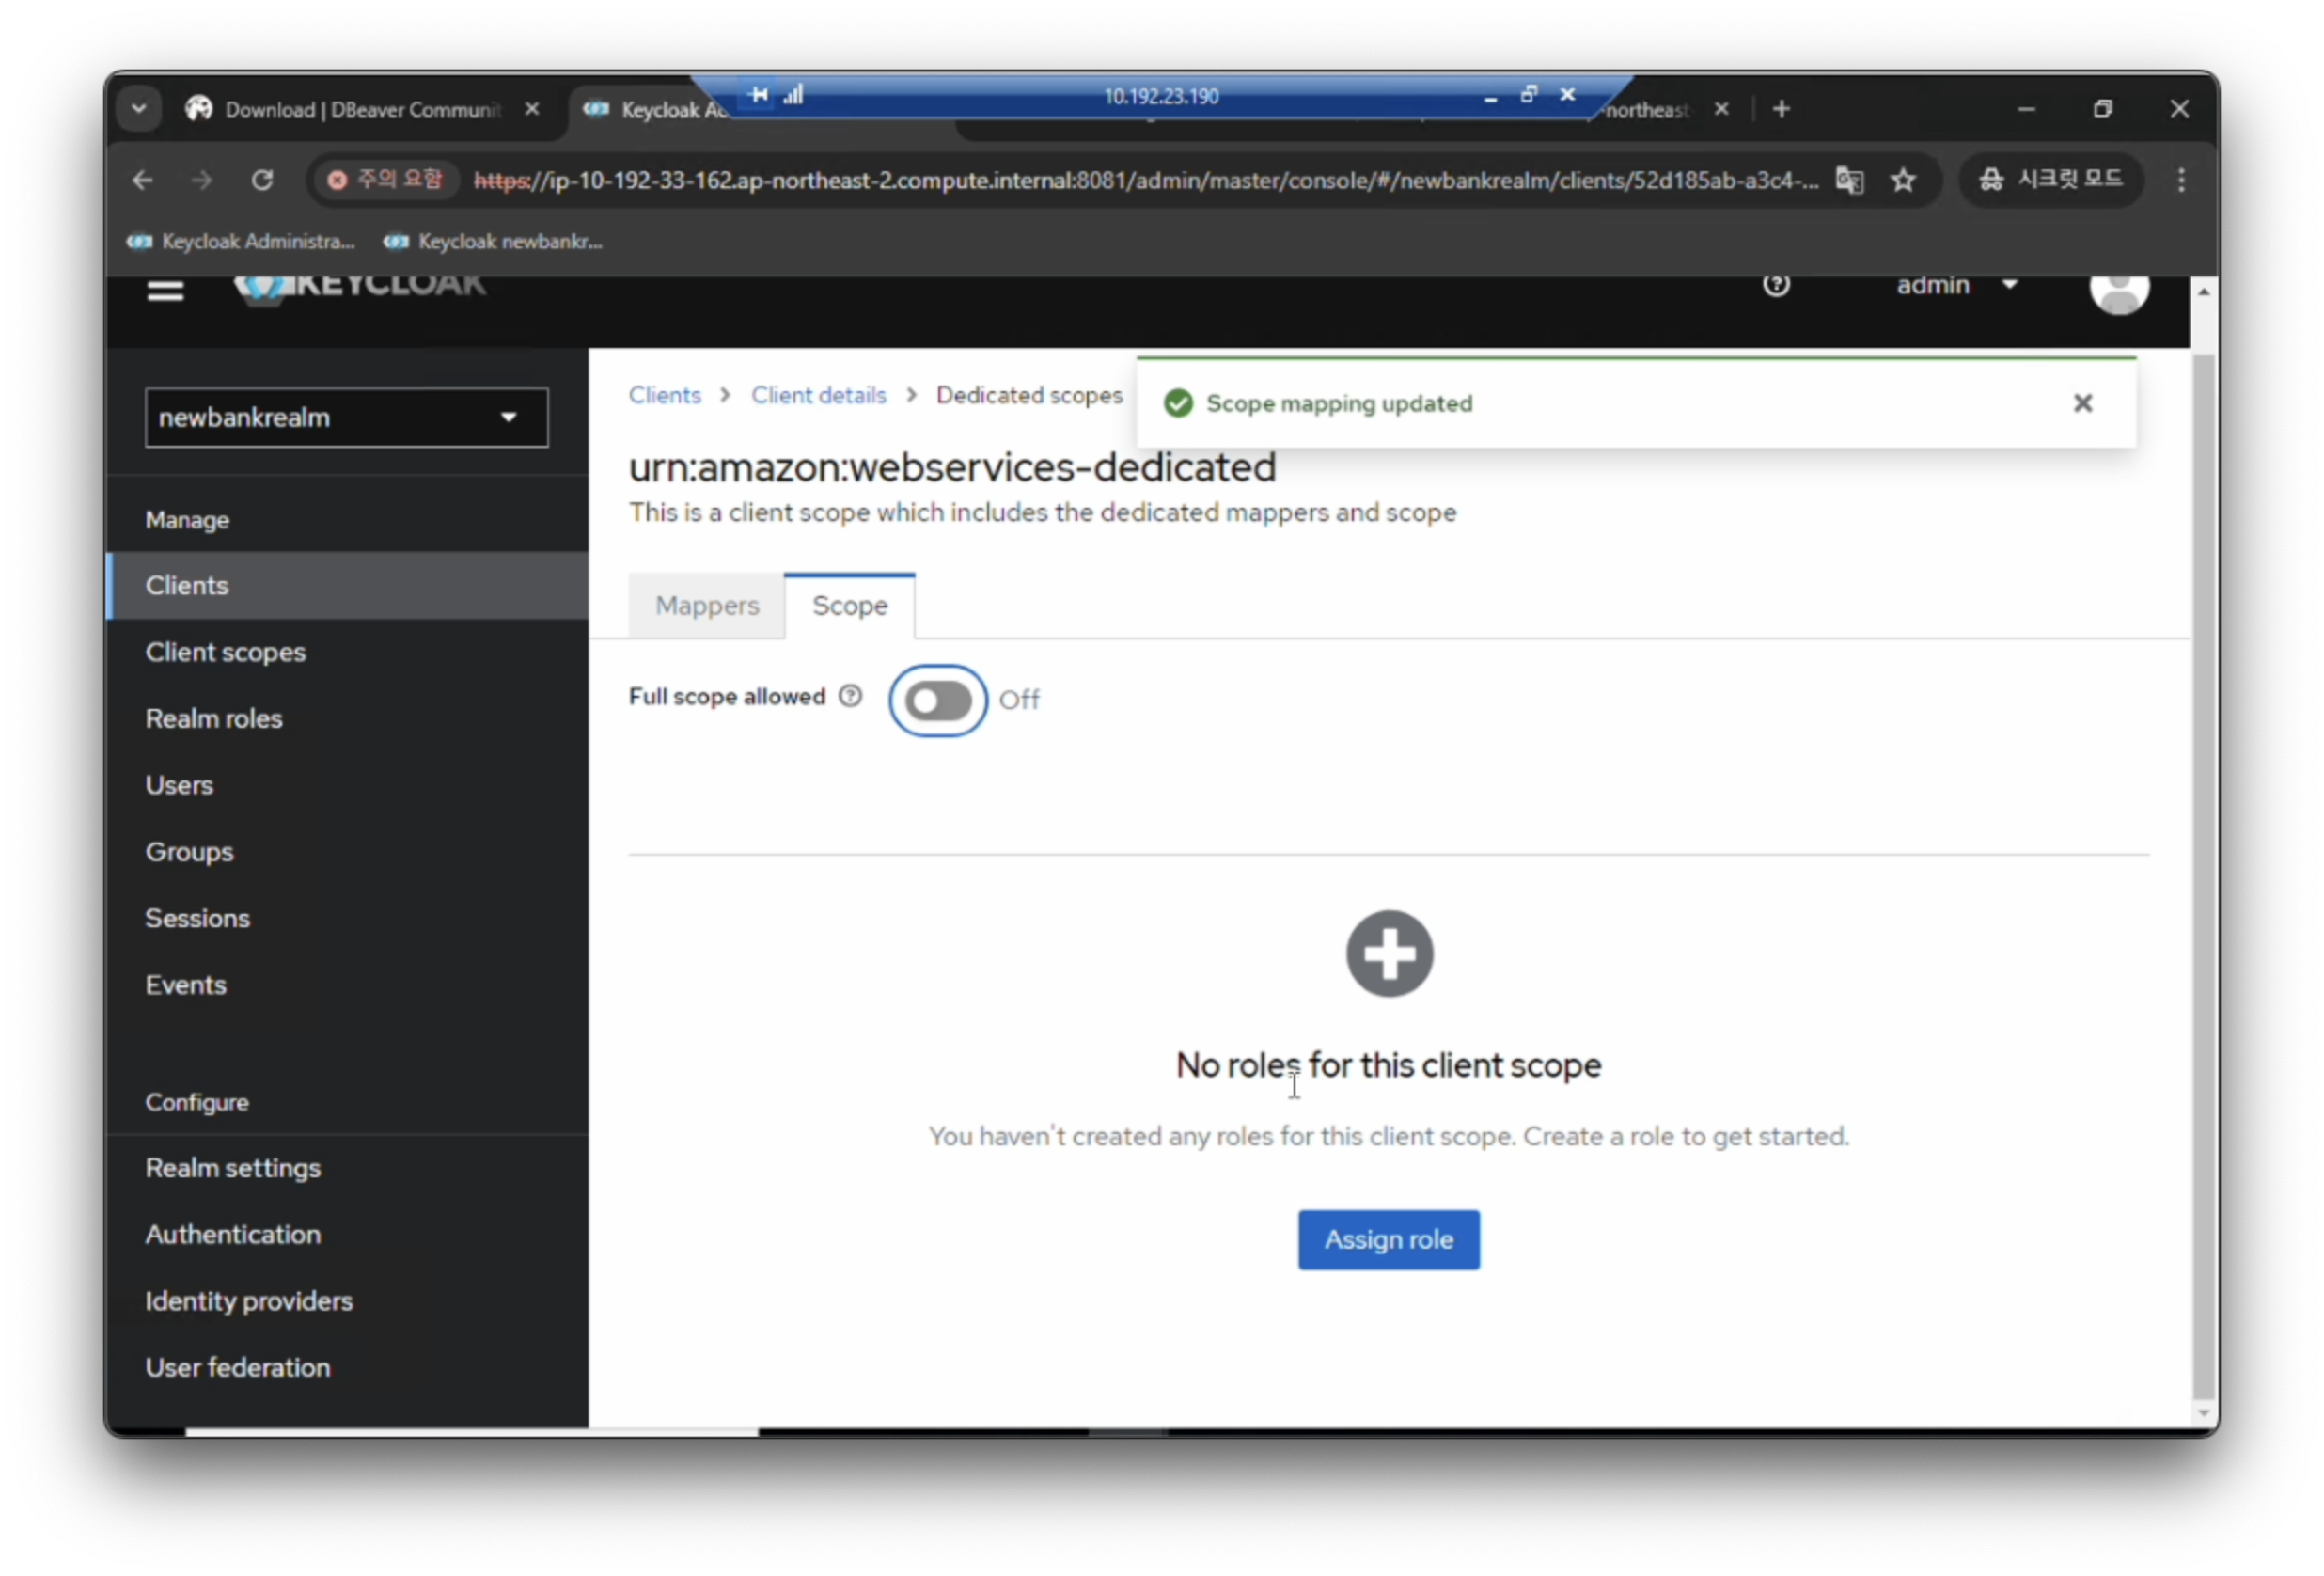 10.192.23.190
Download | DBeaver Communit
Keycloak Ad
-northeast
주의 요함
https://ip-10-192-33-162.ap-northeast-2.compute.internal:8081/admin/master/console/#/newbankrealm/clients/52d185ab-a3c4-...
시크릿 모드
Keycloak Administra...
Keycloak newbankr...
KEYCLOAK
admin
newbankrealm
Manage
Clients
Client scopes
Realm roles
Users
Groups
Sessions
Events
Configure
Realm settings
Authentication
Identity providers
User federation
Clients > Client details > Dedicated scopes
Scope mapping updated
urn:amazon:webservices-dedicated
This is a client scope which includes the dedicated mappers and scope
Mappers
Scope
Full scope allowed
Off
No roles for this client scope
You haven't created any roles for this client scope. Create a role to get started.
Assign role